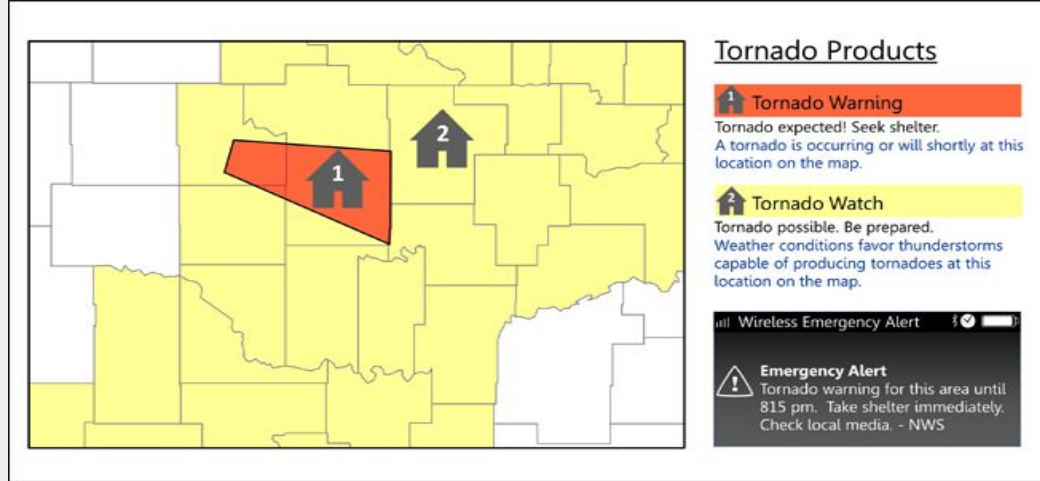 Tornado Products
1 Tornado Warning
Tornado expected! Seek shelter.
A tornado is occurring or will shortly at this
location on the map.
2 Tornado Watch
Tornado possible. Be prepared.
Weather conditions favor thunderstorms
capable of producing tornadoes at this
location on the map.
Wireless Emergency Alert
Emergency Alert
Tornado warning for this area until
815 pm. Take shelter immediately.
Check local media. - NWS
2
1